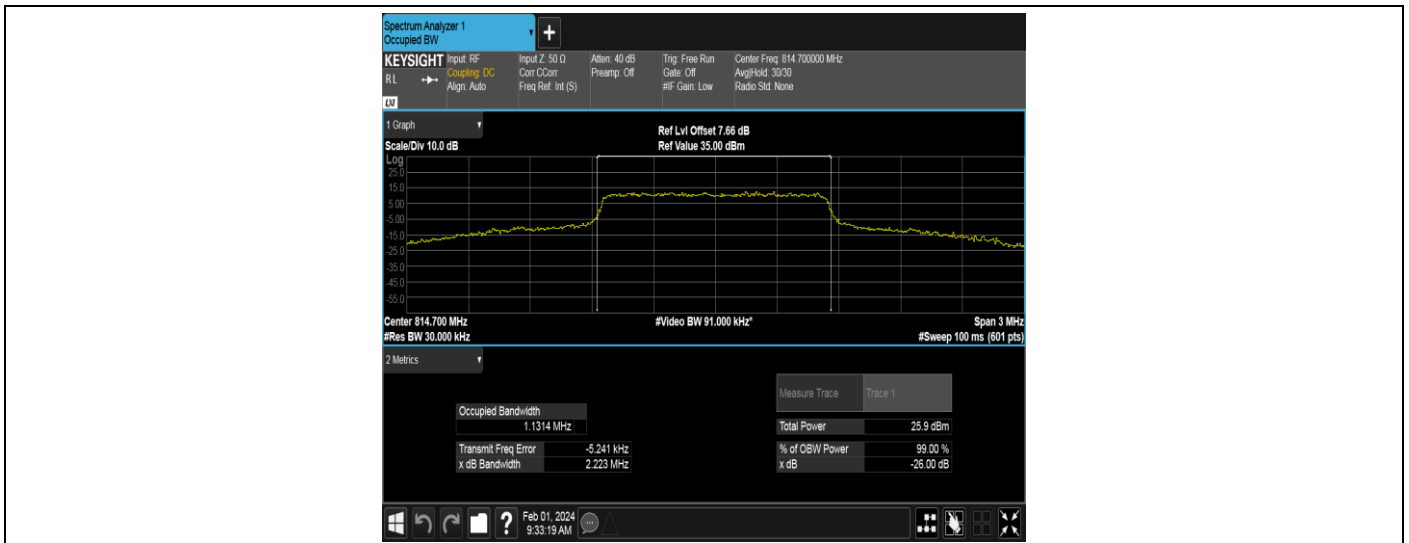 Spectrum Analyzer 1
Occupied BW
+
KEYSIGHT Input: RF Input Z: 50 Ω Atten: 40 dB Trig: Free Run Center Freq: 814.700000 MHz
RL Coupling: DC Corr CCorr Preamp: Off Gate: Off Avg|Hold: 30/30
Align: Auto Freq Ref: Int (S) #IF Gain: Low Radio Std: None
LXI
1 Graph
Ref Lvl Offset 7.66 dB
Scale/Div 10.0 dB Ref Value 35.00 dBm
Log
25.0
15.0
5.00
-5.00
-15.0
-25.0
-35.0
-45.0
-55.0
Center 814.700 MHz #Video BW 91.000 kHz* Span 3 MHz
#Res BW 30.000 kHz #Sweep 100 ms (601 pts)
2 Metrics
Measure Trace Trace 1
Occupied Bandwidth
1.1314 MHz Total Power 25.9 dBm
Transmit Freq Error -5.241 kHz % of OBW Power 99.00 %
x dB Bandwidth 2.223 MHz x dB -26.00 dB
? Feb 01, 2024
9:33:19 AM